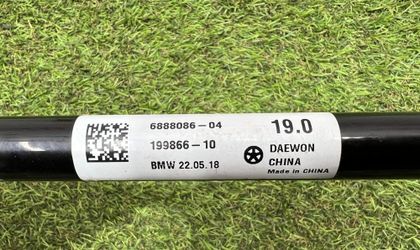 6888086-04
199866-10
BMW 22.05.18
19.0
DAEWON
CHINA
Made in CHINA